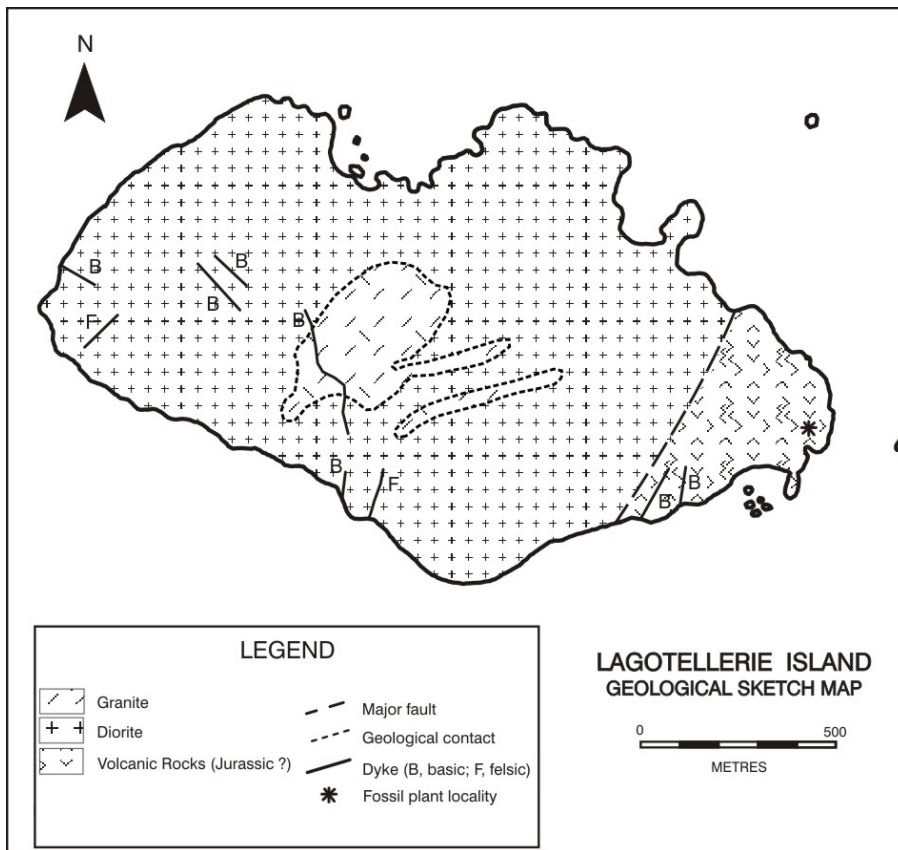 N
B
B
B
F
B
B
F
B
B
LEGEND
Granite
Diorite
Volcanic Rocks (Jurassic ?)
Major fault
Geological contact
Dyke (B, basic; F, felsic)
Fossil plant locality
LAGOTELLERIE ISLAND
GEOLOGICAL SKETCH MAP
0 500
METRES